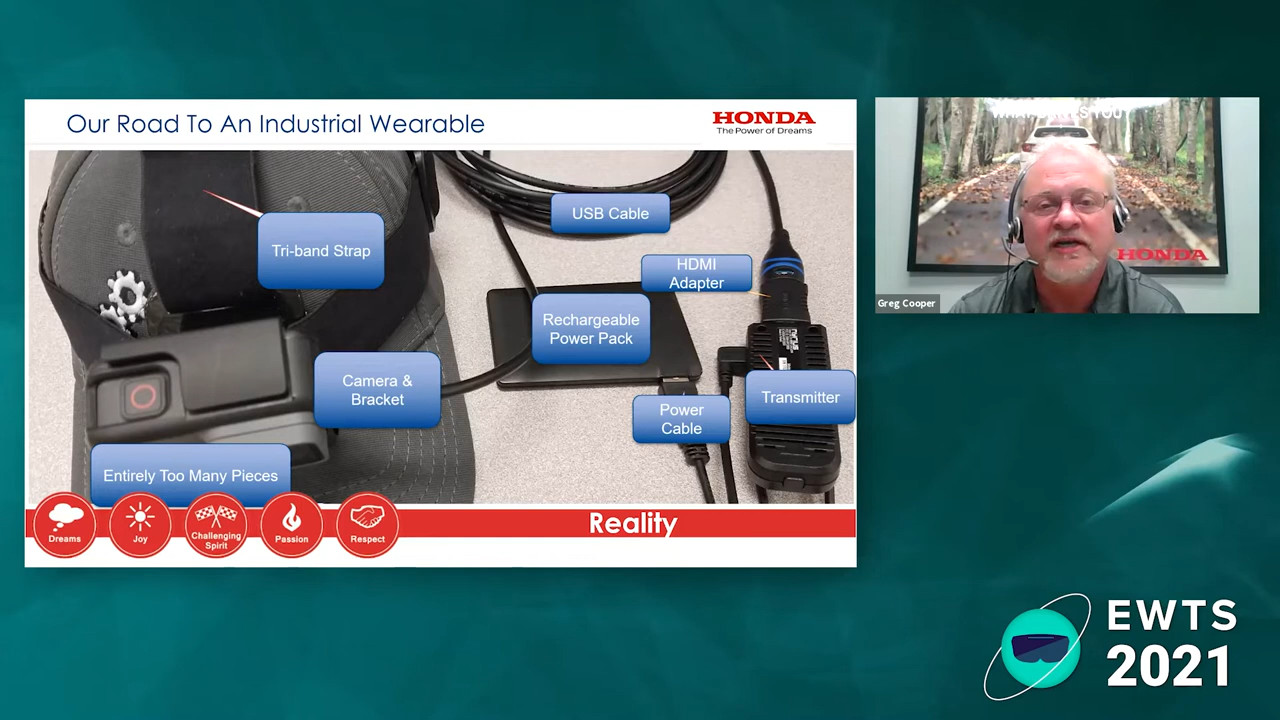 Our Road To An Industrial Wearable
HONDA
The Power of Dreams
Tri-band Strap
USB Cable
HDMI
Adapter
Rechargeable
Power Pack
Camera &
Bracket
Transmitter
Power
Cable
Entirely Too Many Pieces
Dreams
Joy
Challenging
Spirit
Passion
Respect
Reality
HONDA
Greg Cooper
EWTS
2021